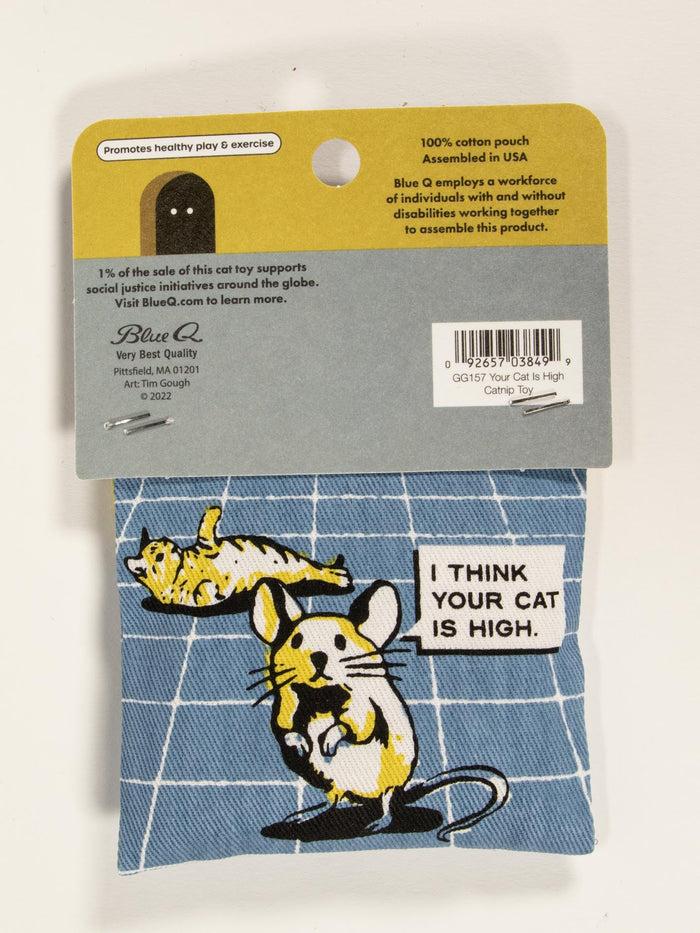 Promotes healthy play & exercise
100% cotton pouch
Assembled in USA
Blue Q employs a workforce
of individuals with and without
disabilities working together
to assemble this product.
1% of the sale of this cat toy supports
social justice initiatives around the globe.
Visit BlueQ.com to learn more.
Blue Q
Very Best Quality
Pittsfield, MA 01201
Art: Tim Gough
© 2022
0 92657 03849 9
GG157 Your Cat Is High
Catnip Toy
I THINK
YOUR CAT
IS HIGH.